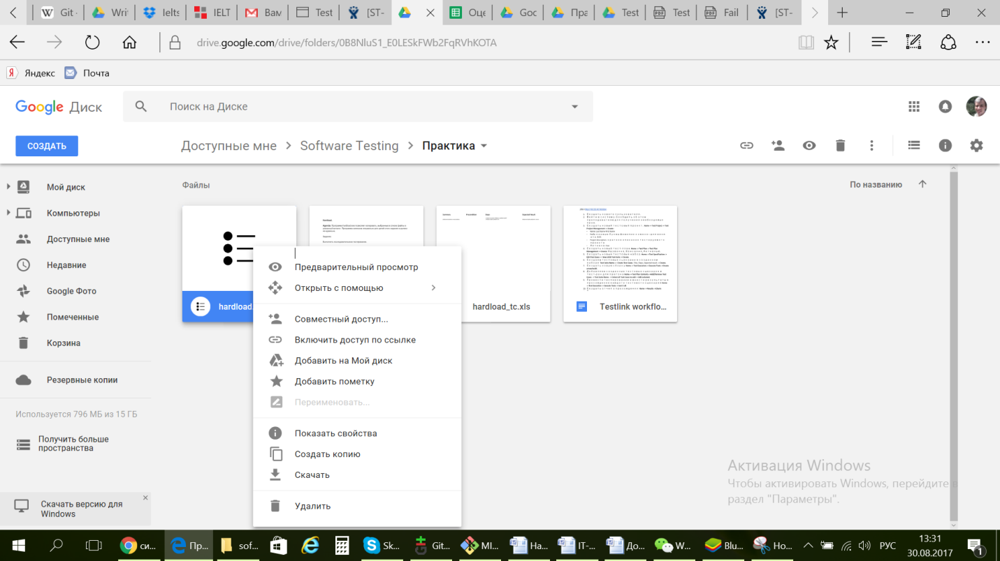 Git
Writ
Ielts
IELT
Вам
Test
[ST-
Оце
Goc
Пра
Test
Test
Fail
[ST-
drive.google.com/drive/folders/0B8NluS1_E0LESkFWb2FqRVhKOTA
Яндекс
Почта
Google Диск
Поиск на Диске
СОЗДАТЬ
Доступные мне > Software Testing > Практика
Мой диск
Компьютеры
Доступные мне
Недавние
Google Фото
Помеченные
Корзина
Резервные копии
Используется 796 МБ из 15 ГБ
Получить больше
пространства
Скачать версию для
Windows
Файлы
По названию
hardload.
hardload_tc.xls
Testlink workflo...
Предварительный просмотр
Открыть с помощью
Совместный доступ...
Включить доступ по ссылке
Добавить на Мой диск
Добавить пометку
Переименовать...
Показать свойства
Создать копию
Скачать
Удалить
Активация Windows
Чтобы активировать Windows, перейдите в
раздел "Параметры".
си...
Пр...
sof...
Sk...
Git...
MI...
На...
IT-...
До...
W...
Blu...
Но...
РУС
13:31
30.08.2017
1